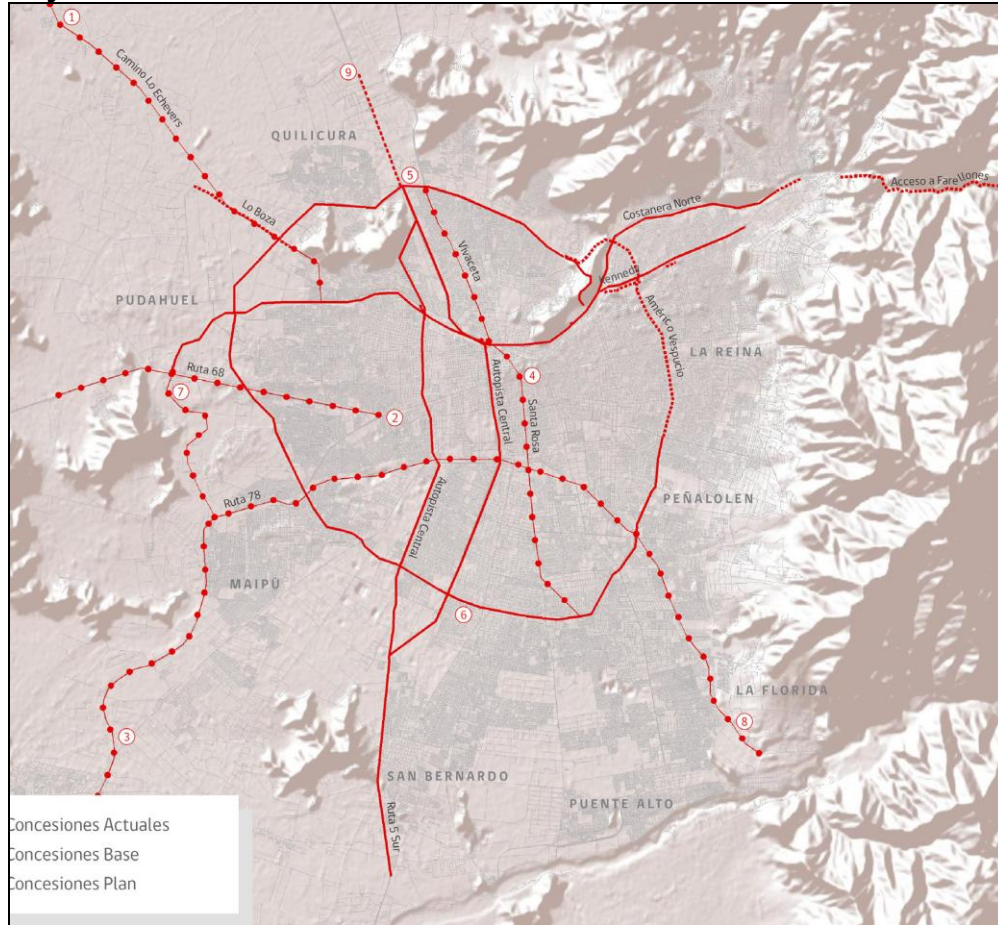 1
Camino Lo Echevers
9
QUILICURA
5
Acceso a Farellones
Costanera Norte
Lo Boza
Vivaceta
Kennedy
PUDAHUEL
Américo Vespucio
LA REINA
Ruta 68
7
4
2
Autopista Central
Santa Rosa
Ruta 78
Autopista Central
PEÑALOLEN
MAIPÚ
6
LA FLORIDA
8
3
SAN BERNARDO
PUENTE ALTO
Ruta 5 Sur
Concesiones Actuales
Concesiones Base
Concesiones Plan